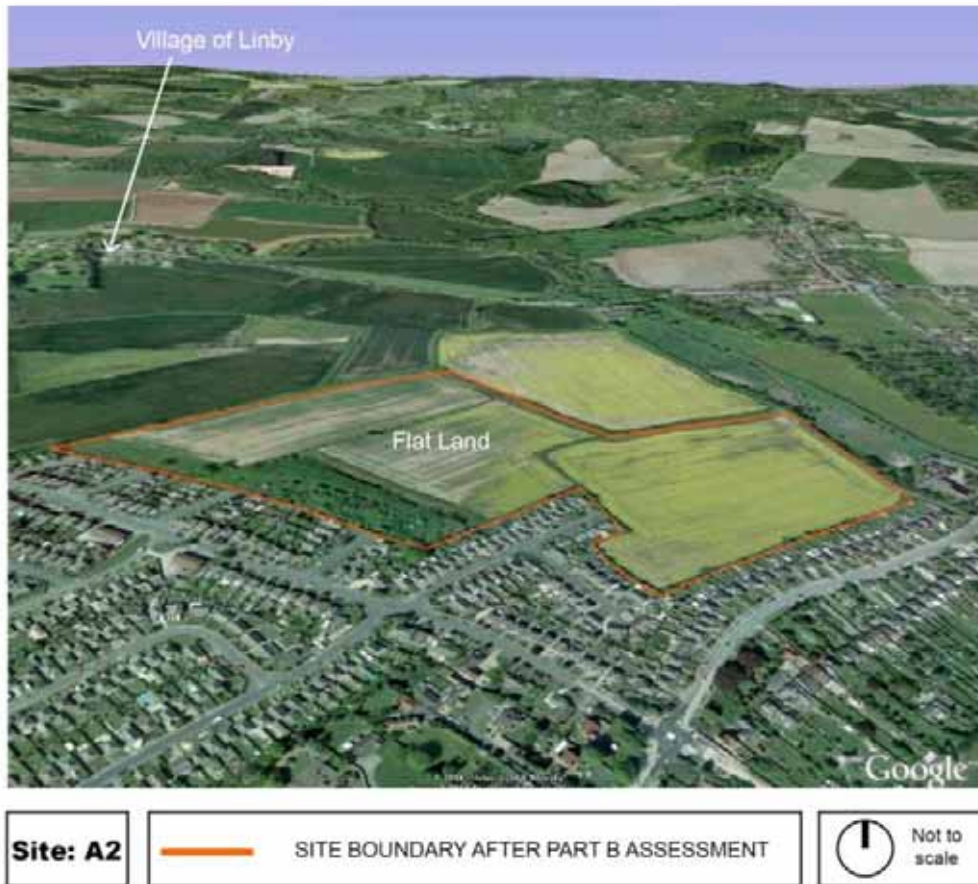 Village of Linby
Flat Land
Google
Site: A2
SITE BOUNDARY AFTER PART B ASSESSMENT
Not to
scale